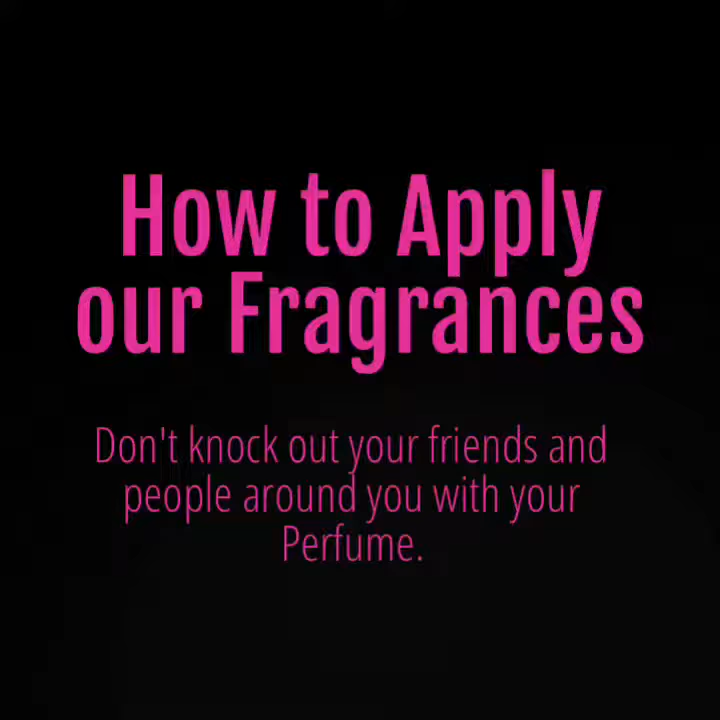 How to Apply
our Fragrances
Don't knock out your friends and
people around you with your
Perfume.